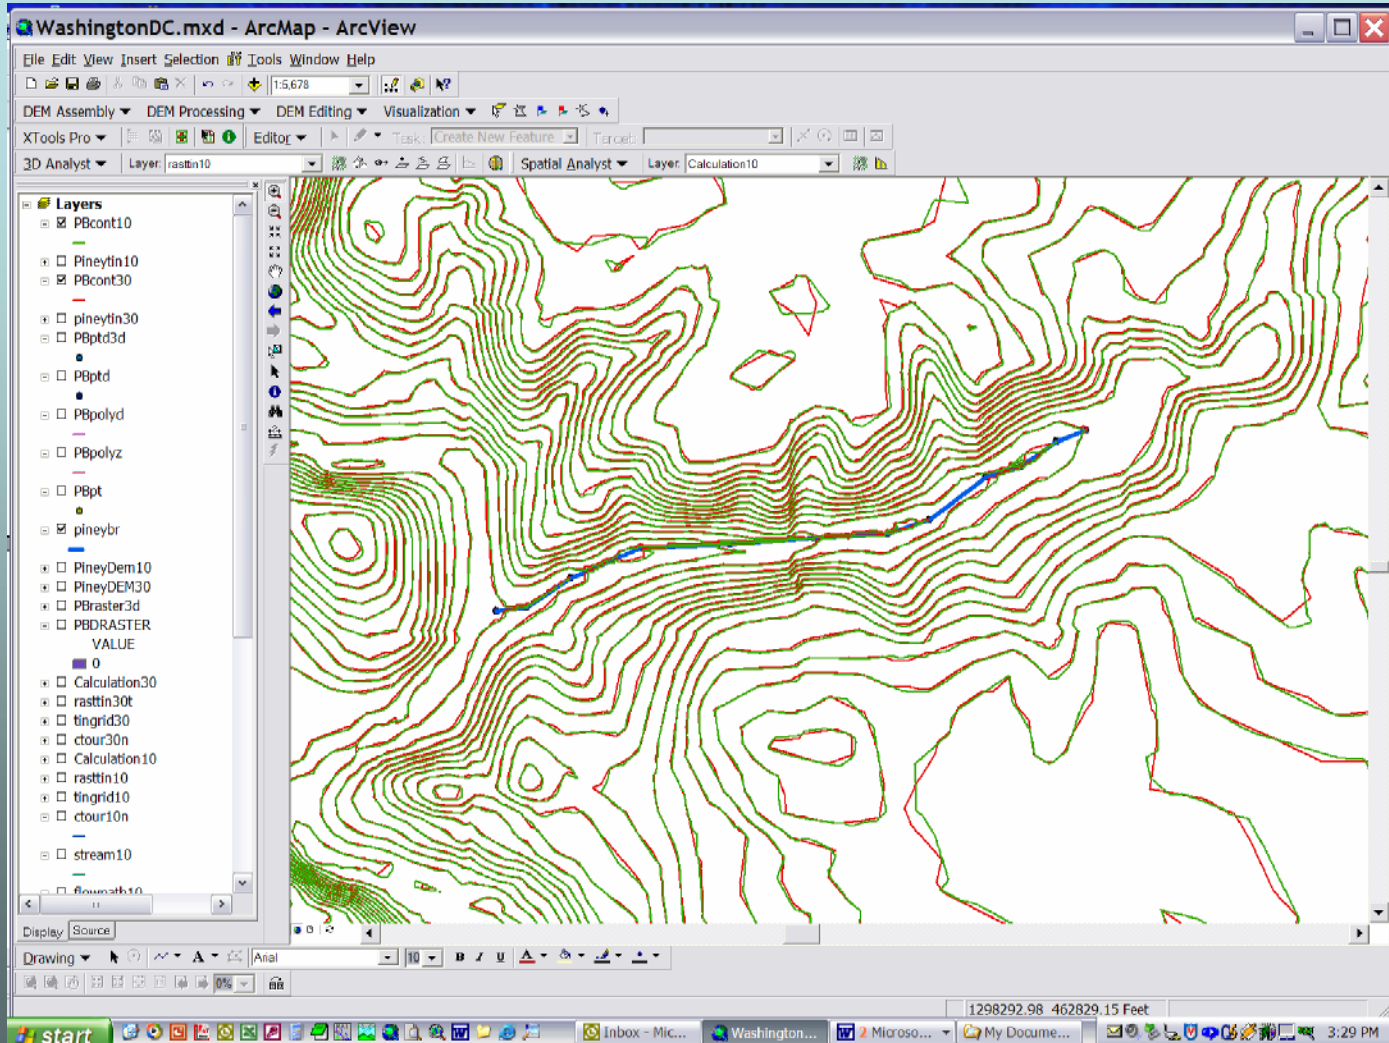 WashingtonDC.mxd - ArcMap - ArcView
File Edit View Insert Selection Tools Window Help
1:5,678
DEM Assembly DEM Processing DEM Editing Visualization
XTools Pro Editor Task: Create New Feature Target:
3D Analyst Layer: rasttin10 Spatial Analyst Layer: Calculation10
Layers
PBcont10
Pineytin10
PBcont30
pineytin30
PBptd3d
PBptd
PBpolyd
PBpolyz
PBpt
pineybr
PineyDem10
PineyDEM30
PBraster3d
PBDRASTER
VALUE
0
Calculation30
rasttin30t
tingrid30
ctour30n
Calculation10
rasttin10
tingrid10
ctour10n
stream10
flowpath10
Display Source
Drawing A Arial 10 B I U A
0%
1298292.98 462829.15 Feet
start Inbox - Mic... Washington... 2 Microso... My Docume... 3:29 PM